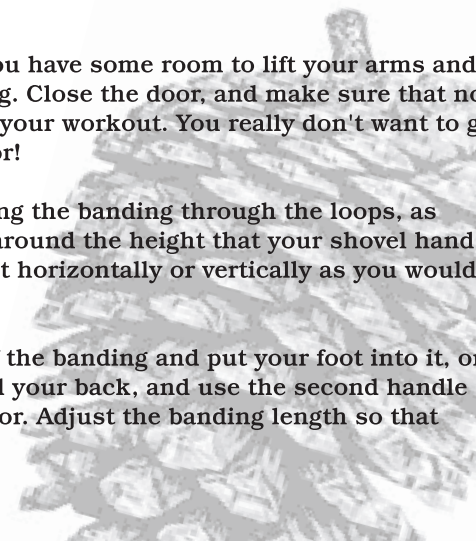 ou have some room to lift your arms and
g. Close the door, and make sure that no
your workout. You really don't want to g
or!
ng the banding through the loops, as
around the height that your shovel hand
t horizontally or vertically as you would
the banding and put your foot into it, or
d your back, and use the second handle
or. Adjust the banding length so that